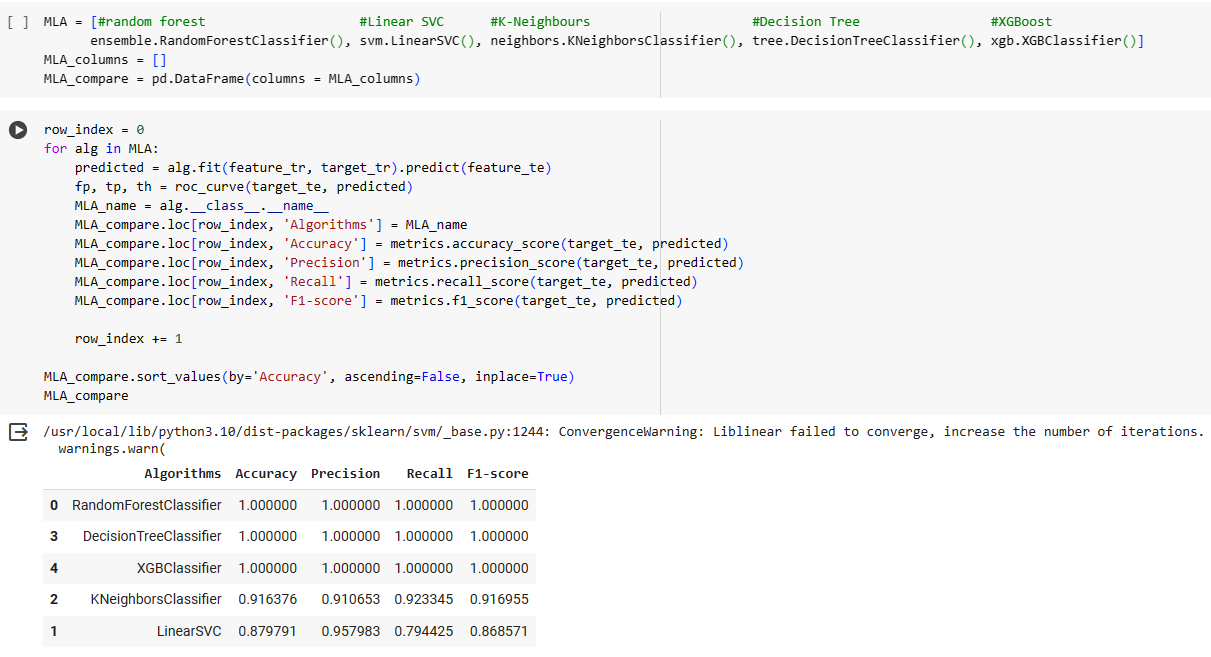 [ ] MLA = [#random forest #Linear SVC #K-Neighbours #Decision Tree #XGBoost
ensemble.RandomForestClassifier(), svm.LinearSVC(), neighbors.KNeighborsClassifier(), tree.DecisionTreeClassifier(), xgb.XGBClassifier()]
MLA_columns = []
MLA_compare = pd.DataFrame(columns = MLA_columns)
row_index = 0
for alg in MLA:
predicted = alg.fit(feature_tr, target_tr).predict(feature_te)
fp, tp, th = roc_curve(target_te, predicted)
MLA_name = alg.__class__.__name__
MLA_compare.loc[row_index, 'Algorithms'] = MLA_name
MLA_compare.loc[row_index, 'Accuracy'] = metrics.accuracy_score(target_te, predicted)
MLA_compare.loc[row_index, 'Precision'] = metrics.precision_score(target_te, predicted)
MLA_compare.loc[row_index, 'Recall'] = metrics.recall_score(target_te, predicted)
MLA_compare.loc[row_index, 'F1-score'] = metrics.f1_score(target_te, predicted)
row_index += 1
MLA_compare.sort_values(by='Accuracy', ascending=False, inplace=True)
MLA_compare
/usr/local/lib/python3.10/dist-packages/sklearn/svm/_base.py:1244: ConvergenceWarning: Liblinear failed to converge, increase the number of iterations.
warnings.warn(
Algorithms Accuracy Precision Recall F1-score
0 RandomForestClassifier 1.000000 1.000000 1.000000 1.000000
3 DecisionTreeClassifier 1.000000 1.000000 1.000000 1.000000
4 XGBClassifier 1.000000 1.000000 1.000000 1.000000
2 KNeighborsClassifier 0.916376 0.910653 0.923345 0.916955
1 LinearSVC 0.879791 0.957983 0.794425 0.868571